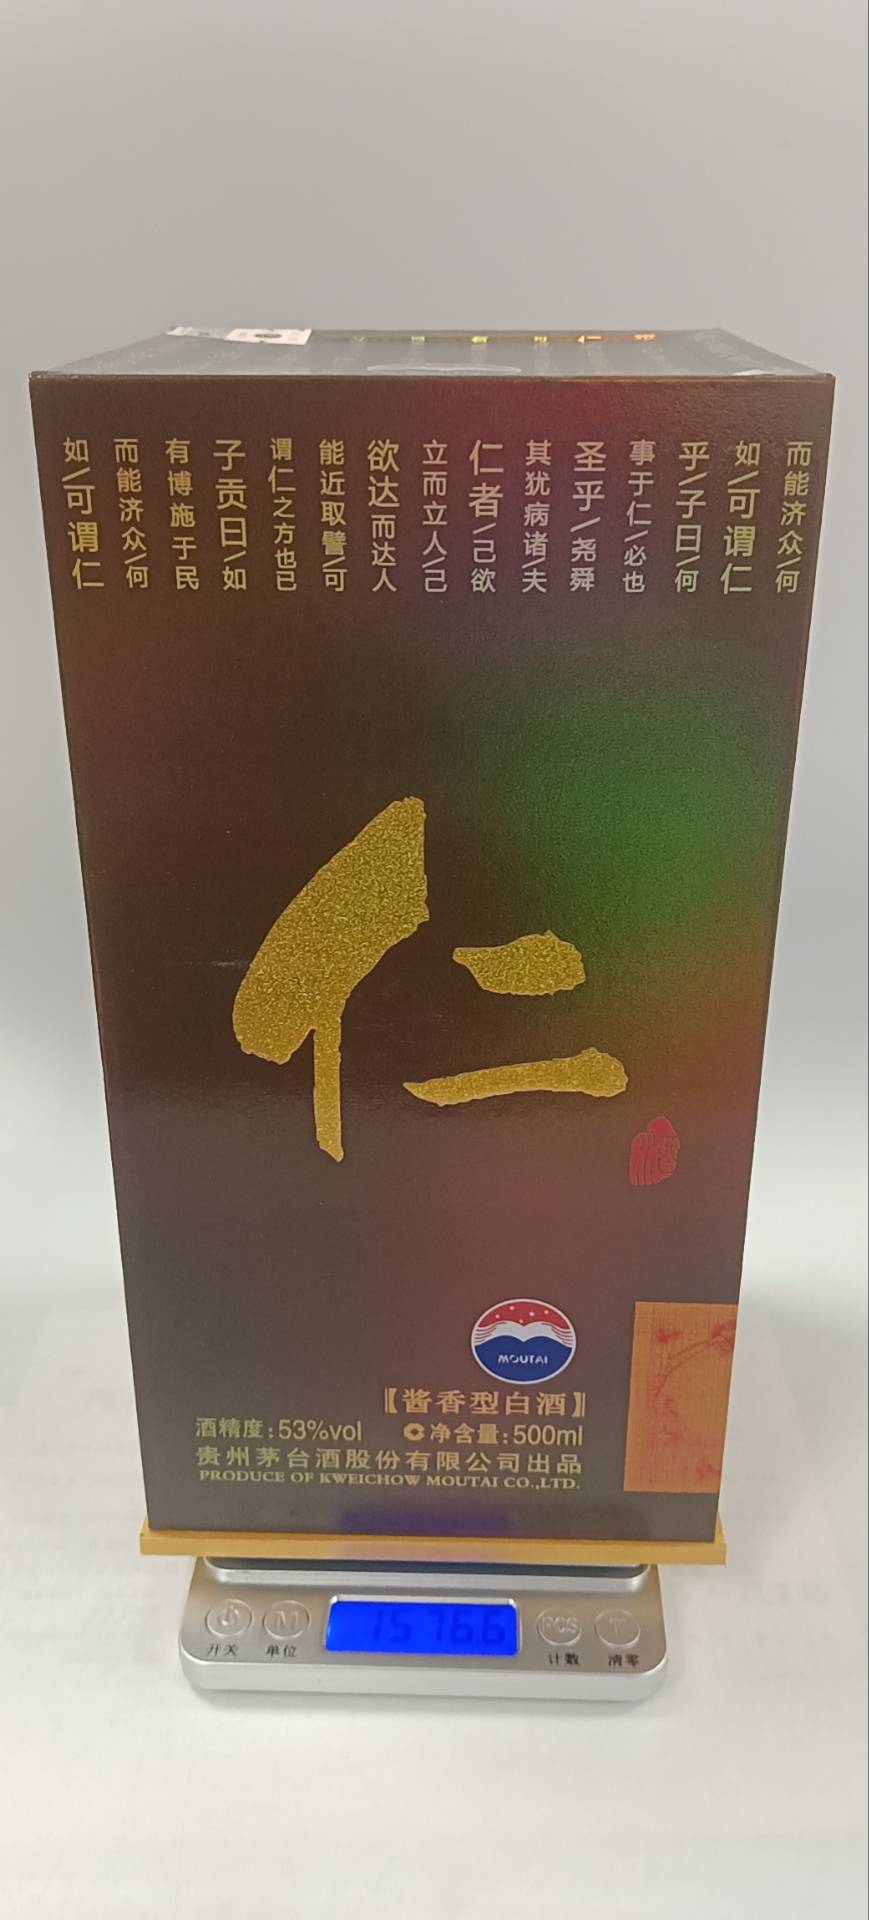 而能济众/何
如/可谓仁
乎/子曰/何
事于仁/必也
圣乎/尧舜
其犹病诸/夫
仁者/己欲
立而立人/己
欲达而达人
能近取譬/可
谓仁之方也已
子贡曰/如
有博施于民
而能济众/何
如/可谓仁
仁
酒
MOUTAI
【酱香型白酒】
酒精度:53%vol 净含量:500ml
贵州茅台酒股份有限公司出品
PRODUCE OF KWEICHOW MOUTAI CO.,LTD.
M 1576.6 PCS T
开关 单位 计数 清零